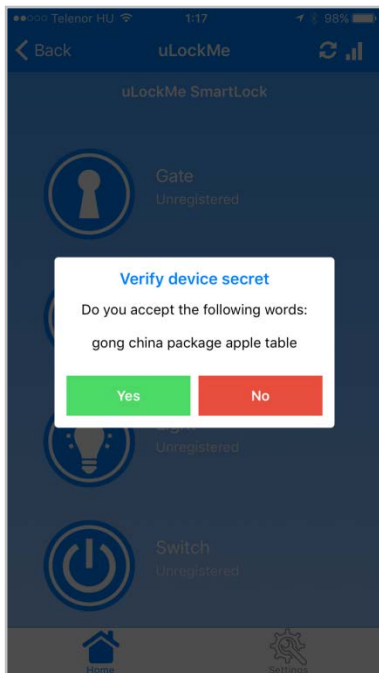 Telenor HU 1:17 98%
Back uLockMe
uLockMe SmartLock
Gate
Unregistered
Verify device secret
Do you accept the following words:
gong china package apple table
Yes No
Unregistered
Switch
Unregistered
Home Settings